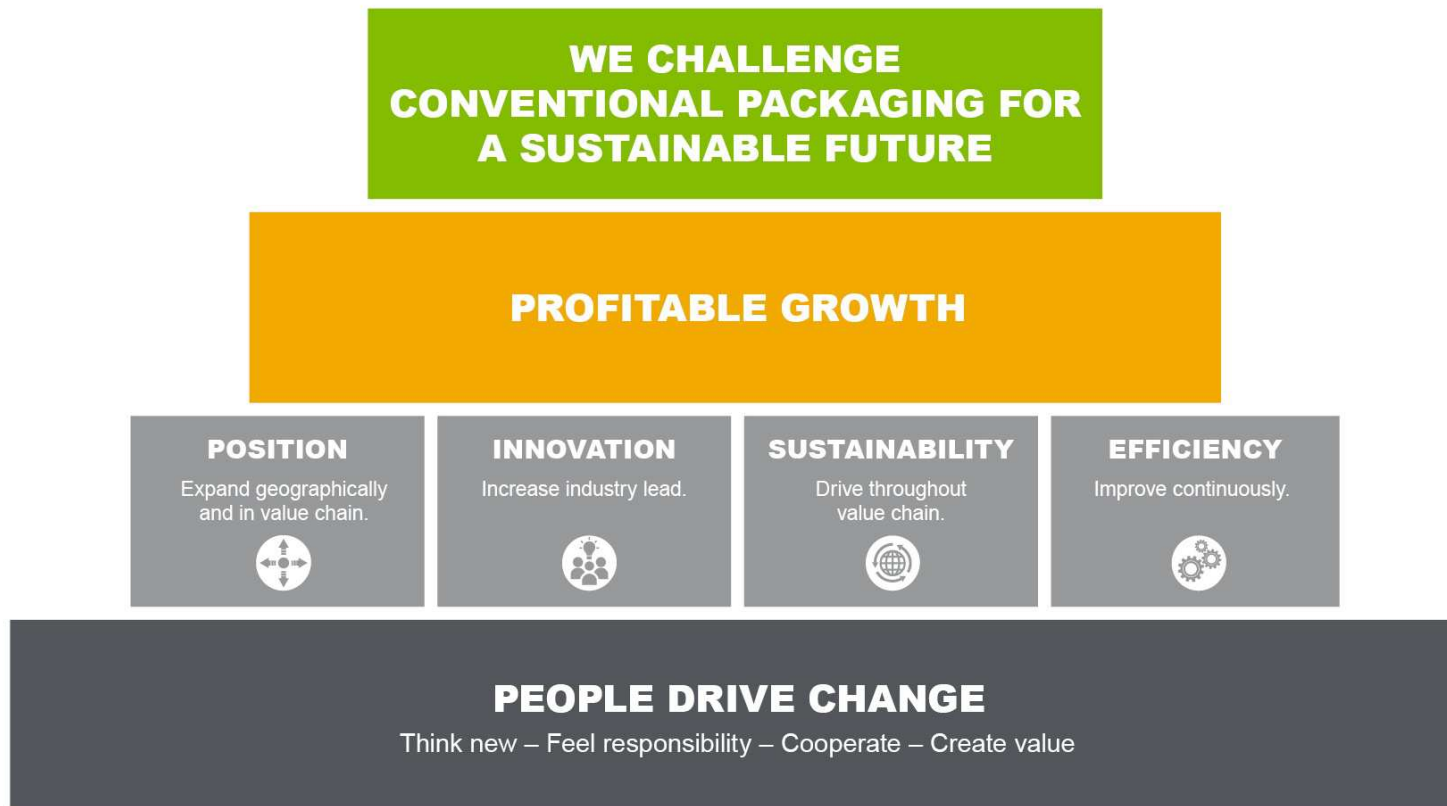 WE CHALLENGE
CONVENTIONAL PACKAGING FOR
A SUSTAINABLE FUTURE
PROFITABLE GROWTH
POSITION
Expand geographically
and in value chain.
INNOVATION
Increase industry lead.
SUSTAINABILITY
Drive throughout
value chain.
EFFICIENCY
Improve continuously.
PEOPLE DRIVE CHANGE
Think new – Feel responsibility – Cooperate – Create value